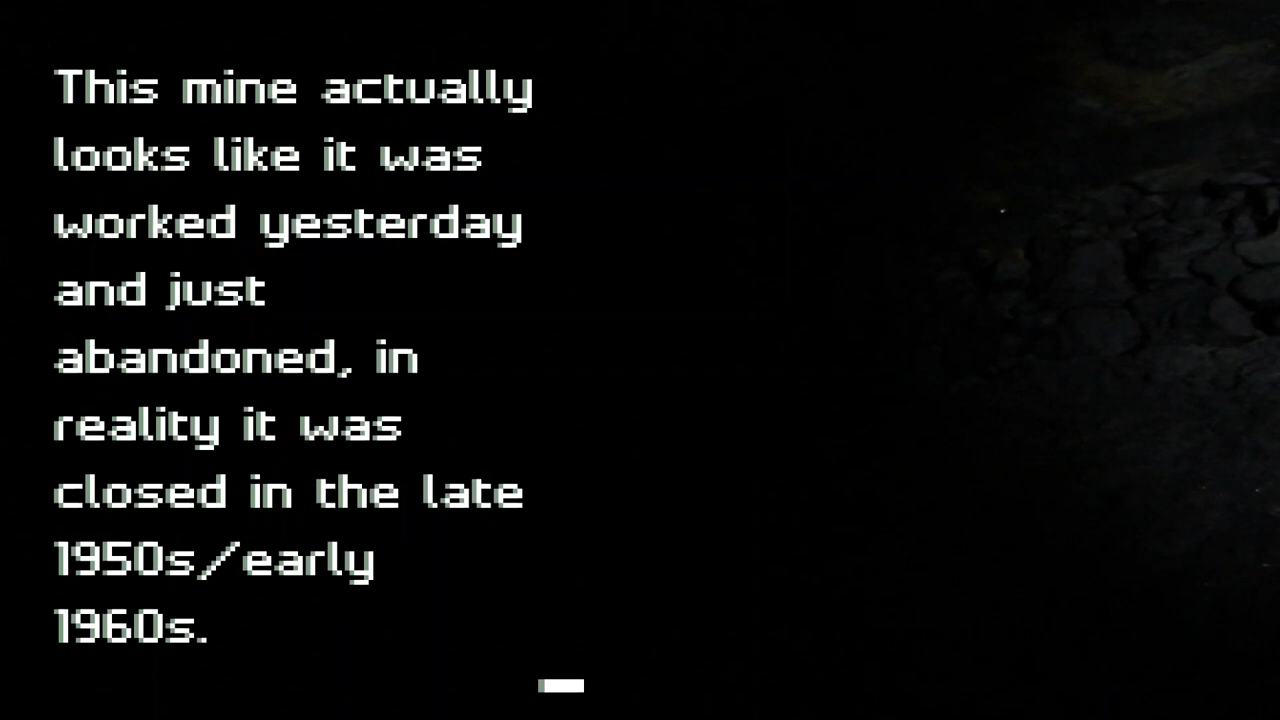 This mine actually
looks like it was
worked yesterday
and just
abandoned, in
reality it was
closed in the late
1950s/early
1960s.